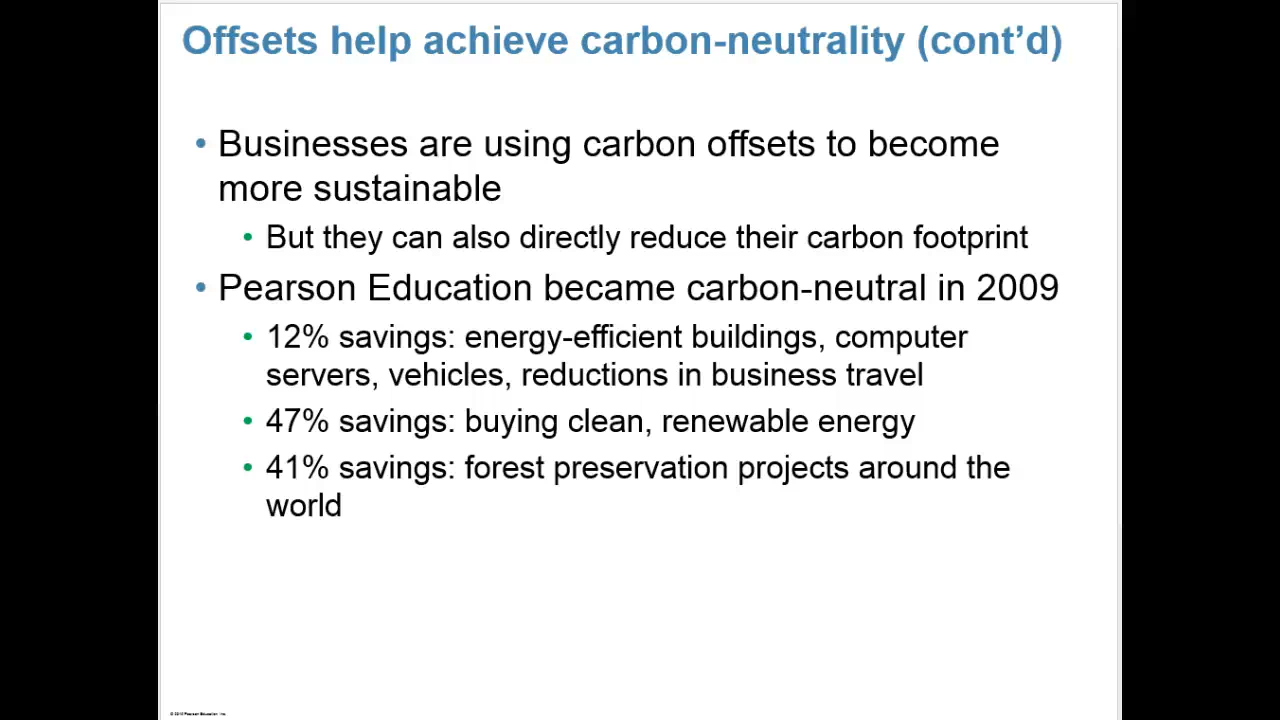 Offsets help achieve carbon-neutrality (cont’d)
• Businesses are using carbon offsets to become
more sustainable
• But they can also directly reduce their carbon footprint
• Pearson Education became carbon-neutral in 2009
• 12% savings: energy-efficient buildings, computer
servers, vehicles, reductions in business travel
• 47% savings: buying clean, renewable energy
• 41% savings: forest preservation projects around the
world
Pearson Education, Inc.